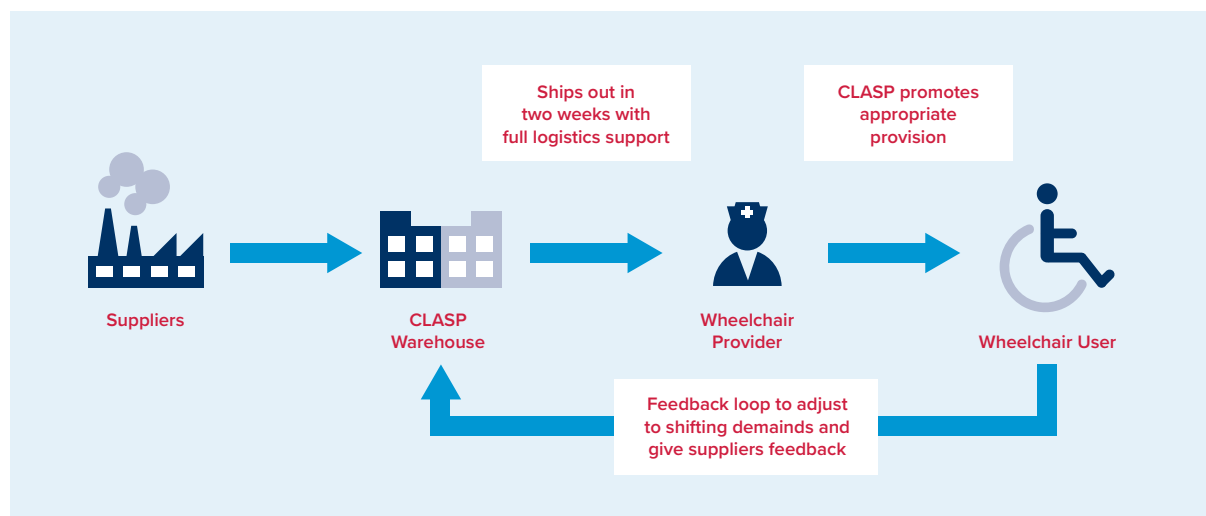 Ships out in
two weeks with
full logistics support
CLASP promotes
appropriate
provision
Suppliers
CLASP
Warehouse
Wheelchair
Provider
Wheelchair User
Feedback loop to adjust
to shifting demainds and
give suppliers feedback